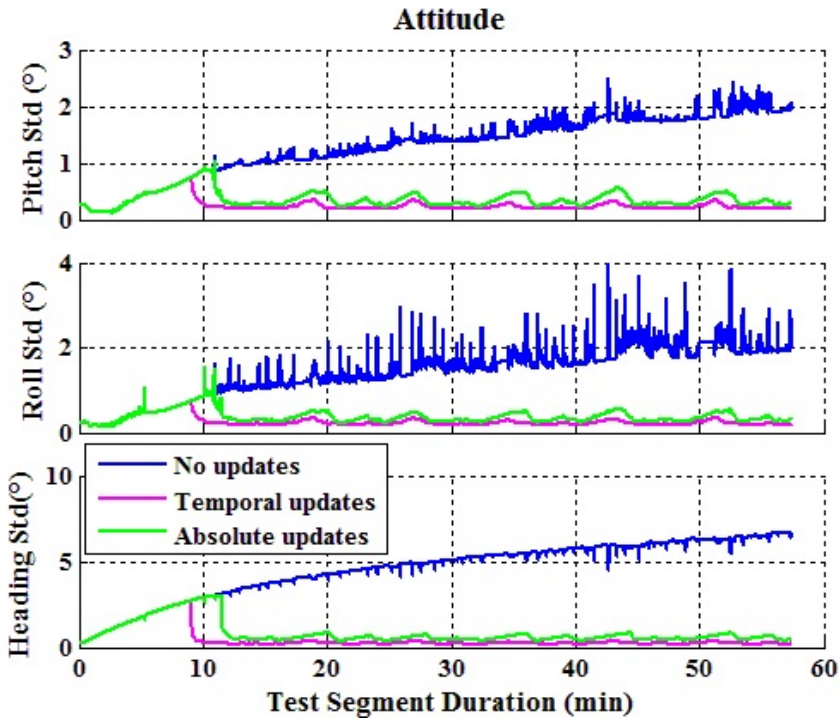 Attitude
3
2
1
0
Pitch Std (°)
4
2
0
Roll Std (°)
No updates
Temporal updates
Absolute updates
10
5
0
Heading Std(°)
0 10 20 30 40 50 60
Test Segment Duration (min)